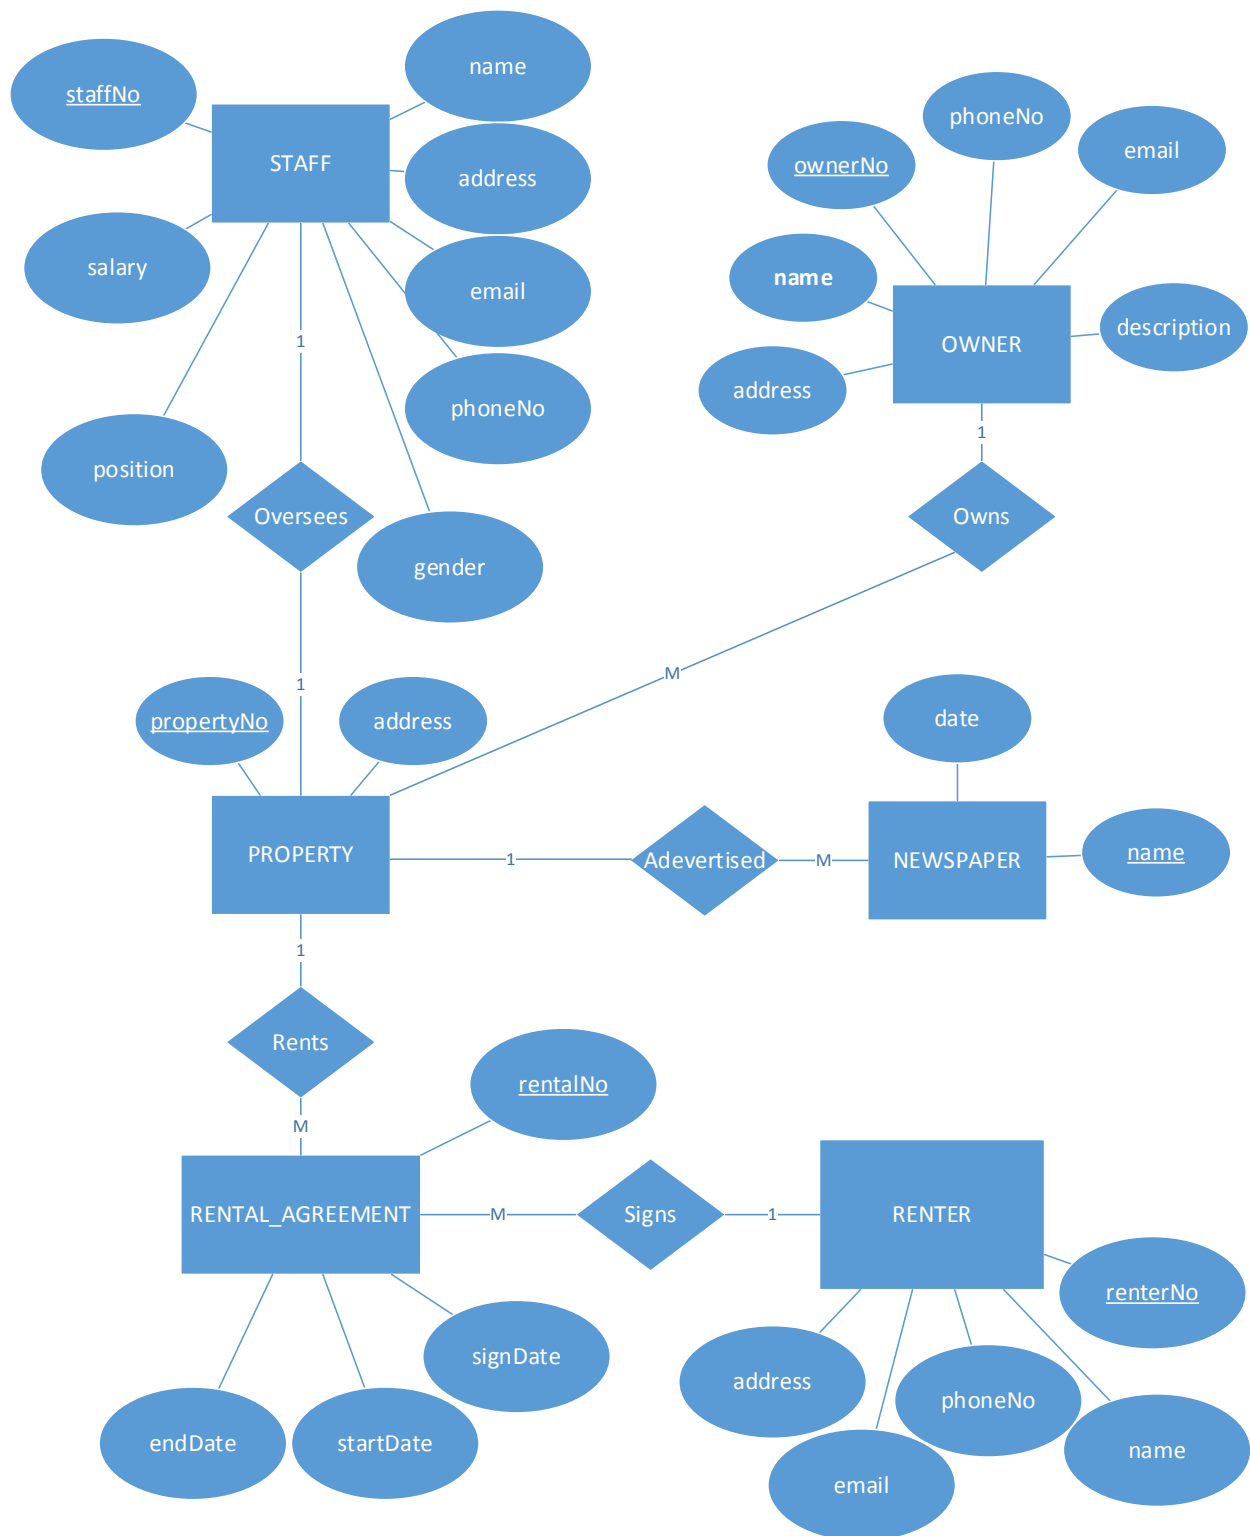 name
staffNo
phoneNo
email
STAFF
ownerNo
address
salary
name
email
description
OWNER
1
address
phoneNo
1
position
Oversees
Owns
gender
M
1
propertyNo
address
date
PROPERTY
1
Adevertised
M
NEWSPAPER
name
1
Rents
rentalNo
M
RENTAL_AGREEMENT
M
Signs
1
RENTER
renterNo
signDate
address
phoneNo
endDate
startDate
name
email